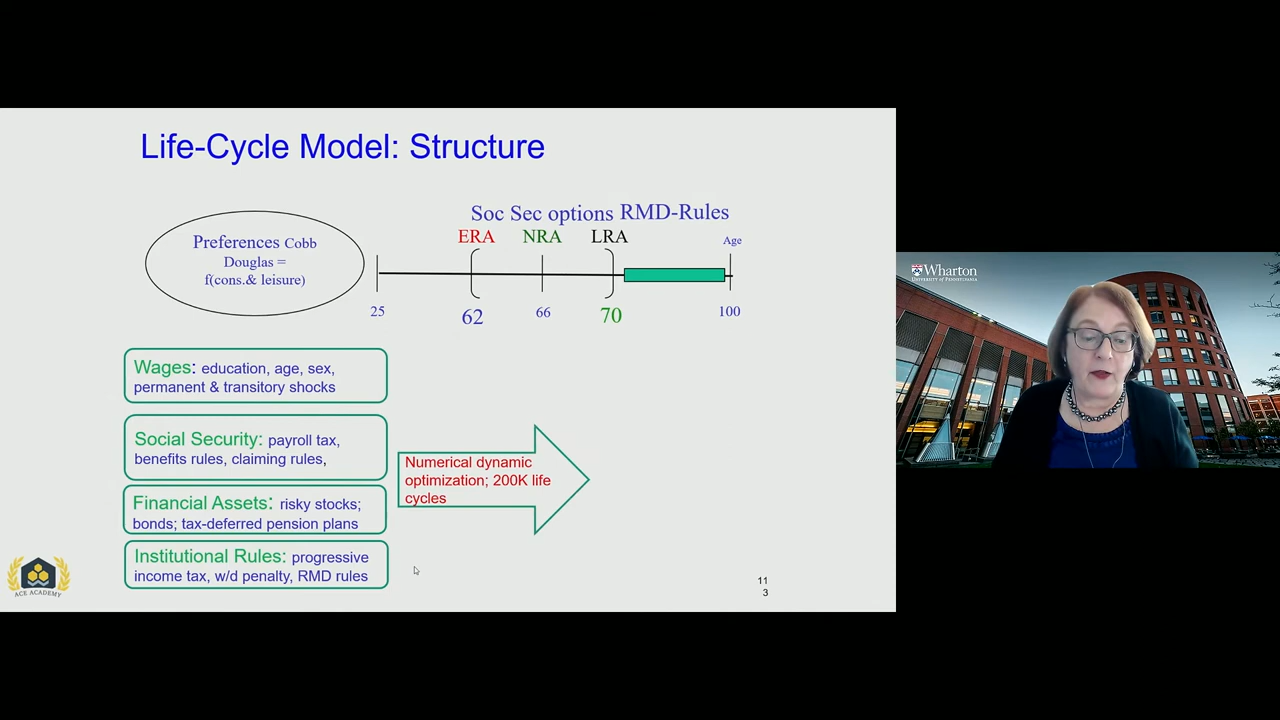 Life-Cycle Model: Structure
Soc Sec options RMD-Rules
ERA NRA LRA Age
Preferences Cobb
Douglas =
f(cons.& leisure)
25 62 66 70 100
Wages: education, age, sex,
permanent & transitory shocks
Social Security: payroll tax,
benefits rules, claiming rules,
Financial Assets: risky stocks;
bonds; tax-deferred pension plans
Institutional Rules: progressive
income tax, w/d penalty, RMD rules
Numerical dynamic
optimization; 200K life
cycles
11
3
ACE ACADEMY
Wharton
UNIVERSITY of PENNSYLVANIA